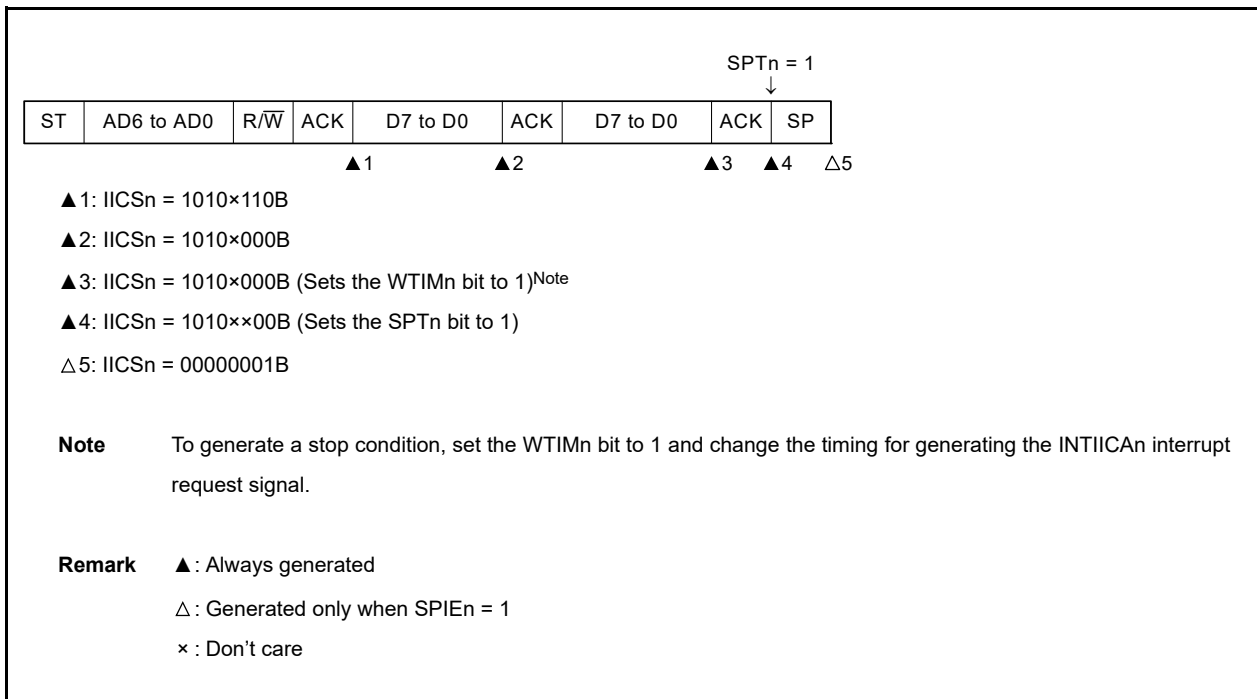 SPTn = 1
↓
ST AD6 to AD0 R/W̅ ACK D7 to D0 ACK D7 to D0 ACK SP
▲1 ▲2 ▲3 ▲4 △5
▲1: IICSn = 1010×110B
▲2: IICSn = 1010×000B
▲3: IICSn = 1010×000B (Sets the WTIMn bit to 1)Note
▲4: IICSn = 1010××00B (Sets the SPTn bit to 1)
△5: IICSn = 00000001B
Note To generate a stop condition, set the WTIMn bit to 1 and change the timing for generating the INTIICAn interrupt
request signal.
Remark ▲: Always generated
△: Generated only when SPIEn = 1
×: Don't care